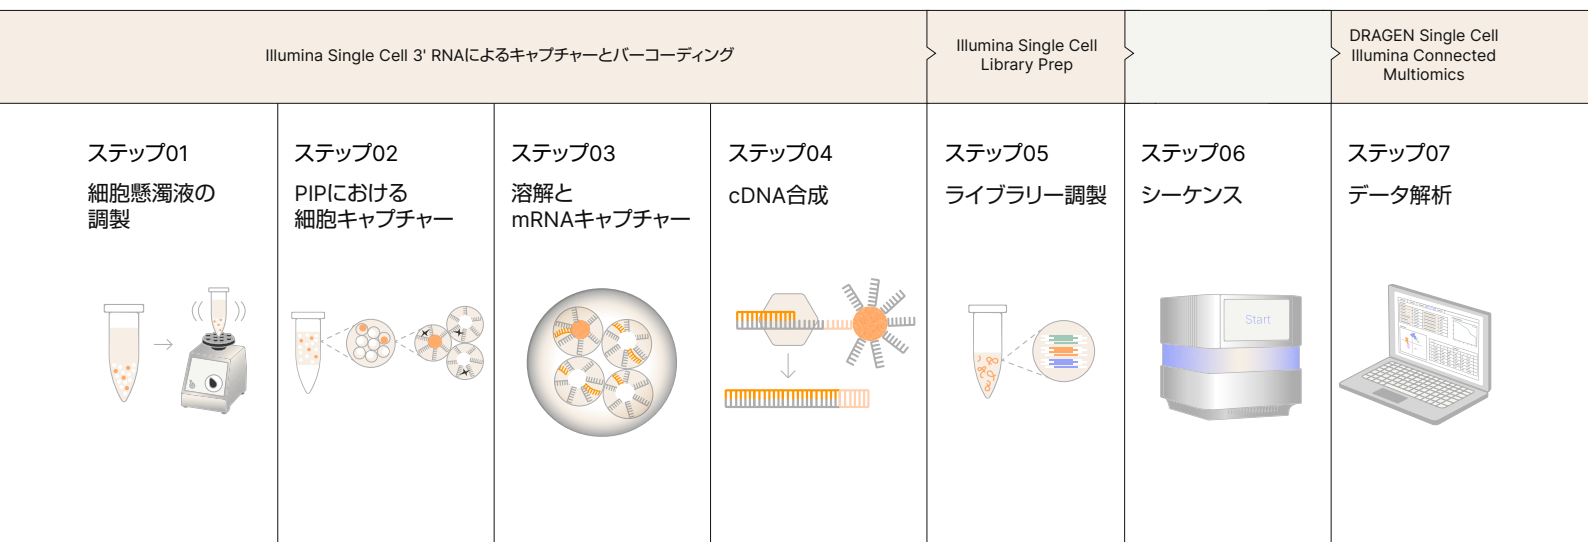 Illumina Single Cell 3' RNAによるキャプチャーとバーコーディング
Illumina Single Cell
Library Prep
DRAGEN Single Cell
Illumina Connected
Multiomics
ステップ01
細胞懸濁液の
調製
ステップ02
PIPにおける
細胞キャプチャー
ステップ03
溶解と
mRNAキャプチャー
ステップ04
cDNA合成
ステップ05
ライブラリー調製
ステップ06
シーケンス
ステップ07
データ解析
Start